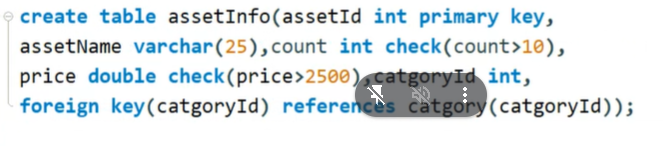 create table assetInfo(assetId int primary key,
assetName varchar(25),count int check(count>10),
price double check(price>2500),catgoryId int,
foreign key(catgoryId) references catgory(catgoryId));